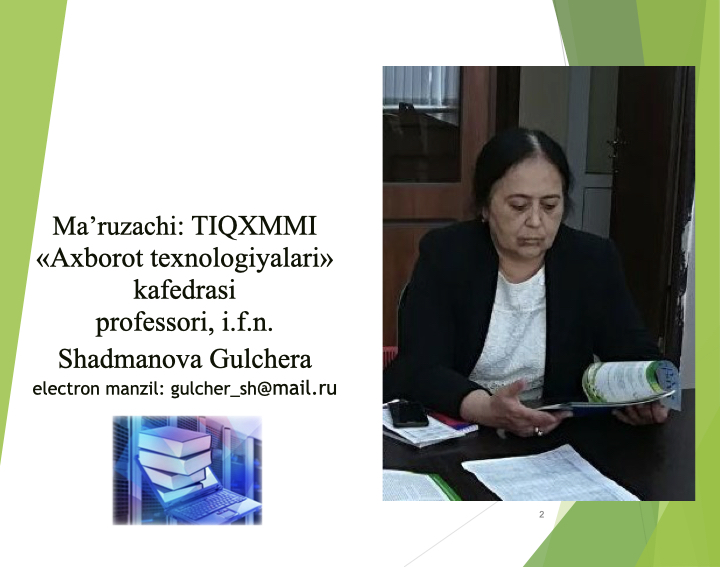 Ma’ruzachi: TIQXMMI
«Axborot texnologiyalari»
kafedrasi
professori, i.f.n.
Shadmanova Gulchera
electron manzil: gulcher_sh@mail.ru
2